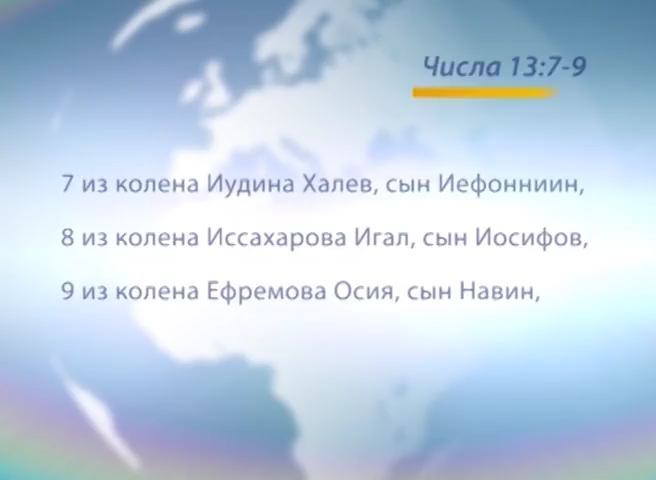 Числа 13:7-9
7 из колена Иудина Халев, сын Иефонниин,
8 из колена Иссахарова Игал, сын Иосифов,
9 из колена Ефремова Осия, сын Навин,